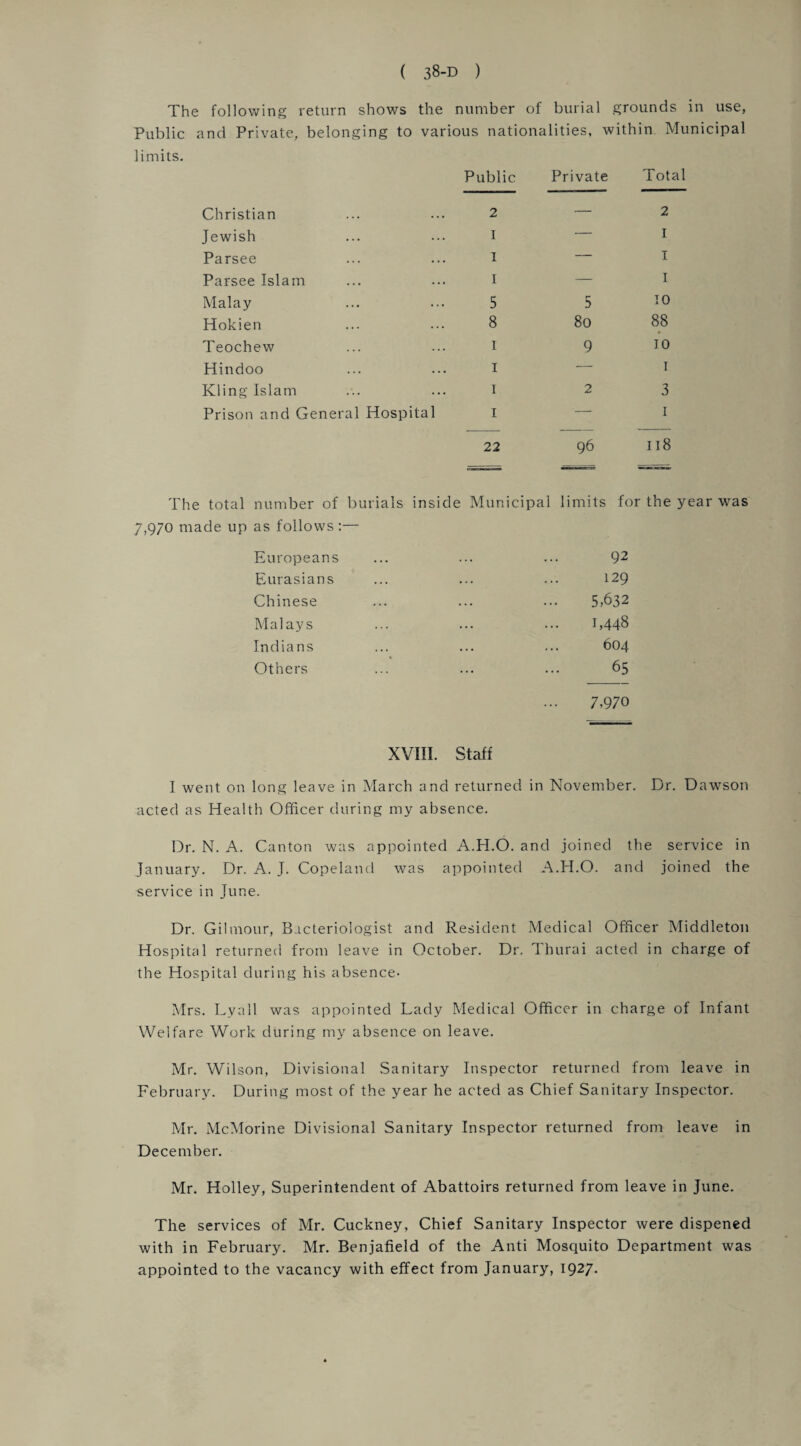 ( 38-D )
The following return shows the number of burial grounds in use,
Public and Private, belonging to various nationalities, within Municipal
limits.
Public Private Total
Christian ... ... 2 — 2
Jewish ... ... 1 — 1
Parsee ... ... 1 — 1
Parsee Islam ... ... 1 — 1
Malay ... ... 5 5 10
Hokien ... ... 8 80 88
Teochew ... ... 1 9 10
Hindoo ... ... 1 — 1
Kling Islam ... ... 1 2 3
Prison and General Hospital 1 — 1
22 96 118
The total number of burials inside Municipal limits for the year was
7,970 made up as follows :—
Europeans ... ... ... 92
Eurasians ... ... ... 129
Chinese ... ... ... 5,632
Malays ... ... ... 1,448
Indians ... ... ... 604
Others ... ... ... 65
... 7,970
XVIII. Staff
I went on long leave in March and returned in November. Dr. Dawson
acted as Health Officer during my absence.
Dr. N. A. Canton was appointed A.H.O. and joined the service in
January. Dr. A. J. Copeland was appointed A.H.O. and joined the
service in June.
Dr. Gilmour, Bacteriologist and Resident Medical Officer Middleton
Hospital returned from leave in October. Dr. Thurai acted in charge of
the Hospital during his absence.
Mrs. Lyall was appointed Lady Medical Officer in charge of Infant
Welfare Work during my absence on leave.
Mr. Wilson, Divisional Sanitary Inspector returned from leave in
February. During most of the year he acted as Chief Sanitary Inspector.
Mr. McMorine Divisional Sanitary Inspector returned from leave in
December.
Mr. Holley, Superintendent of Abattoirs returned from leave in June.
The services of Mr. Cuckney, Chief Sanitary Inspector were dispened
with in February. Mr. Benjafield of the Anti Mosquito Department was
appointed to the vacancy with effect from January, 1927.